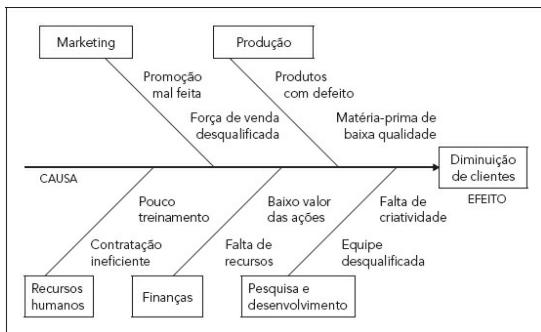 Marketing
Produção
Promoção
mal feita
Produtos
com defeito
Força de venda
desqualificada
Matéria-prima de
baixa qualidade
Diminuição
de clientes
CAUSA
EFEITO
Pouco
treinamento
Baixo valor
das ações
Falta de
criatividade
Contratação
ineficiente
Falta de
recursos
Equipe
desqualificada
Recursos
humanos
Finanças
Pesquisa e
desenvolvimento